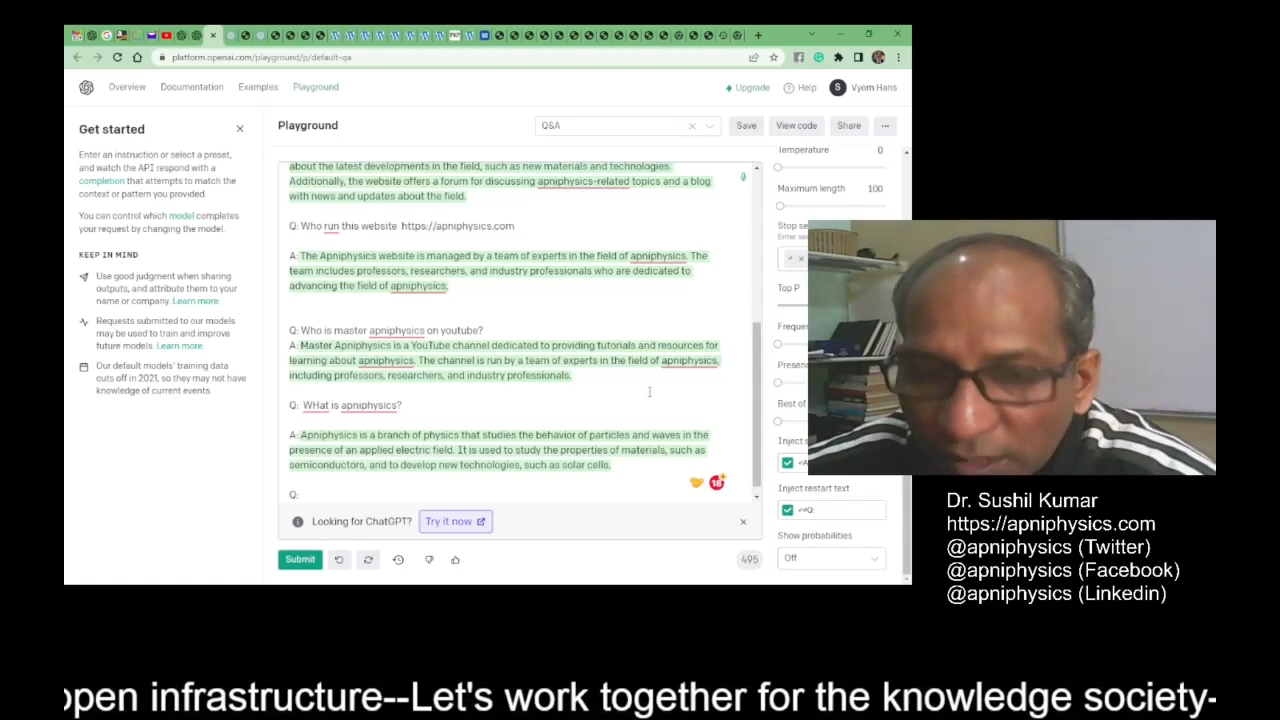 platform.openai.com/playground/p/default-qa
Overview Documentation Examples Playground
Upgrade Help S Vyom Hans
Get started
Enter an instruction or select a preset,
and watch the API respond with a
completion that attempts to match the
context or pattern you provided.
You can control which model completes
your request by changing the model.
KEEP IN MIND
Use good judgment when sharing
outputs, and attribute them to your
name or company. Learn more.
Requests submitted to our models
may be used to train and improve
future models. Learn more.
Our default models' training data
cuts off in 2021, so they may not have
knowledge of current events.
Playground
Q&A
Save View code Share ...
about the latest developments in the field, such as new materials and technologies.
Additionally, the website offers a forum for discussing apniphysics-related topics and a blog
with news and updates about the field.
Q: Who run this website https://apniphysics.com
A: The Apniphysics website is managed by a team of experts in the field of apniphysics. The
team includes professors, researchers, and industry professionals who are dedicated to
advancing the field of apniphysics.
Q: Who is master apniphysics on youtube?
A: Master Apniphysics is a YouTube channel dedicated to providing tutorials and resources for
learning about apniphysics. The channel is run by a team of experts in the field of apniphysics,
including professors, researchers, and industry professionals.
Q: WHat is apniphysics?
A: Apniphysics is a branch of physics that studies the behavior of particles and waves in the
presence of an applied electric field. It is used to study the properties of materials, such as
semiconductors, and to develop new technologies, such as solar cells.
Q:
Looking for ChatGPT? Try it now
Submit
495
Temperature 0
Maximum length 100
Stop se
Enter se
Top P
Frequer
Presen
Best of
Inject s
Inject restart text
↵Q:
Show probabilities
Off
Dr. Sushil Kumar
https://apniphysics.com
@apniphysics (Twitter)
@apniphysics (Facebook)
@apniphysics (Linkedin)
open infrastructure--Let's work together for the knowledge society-